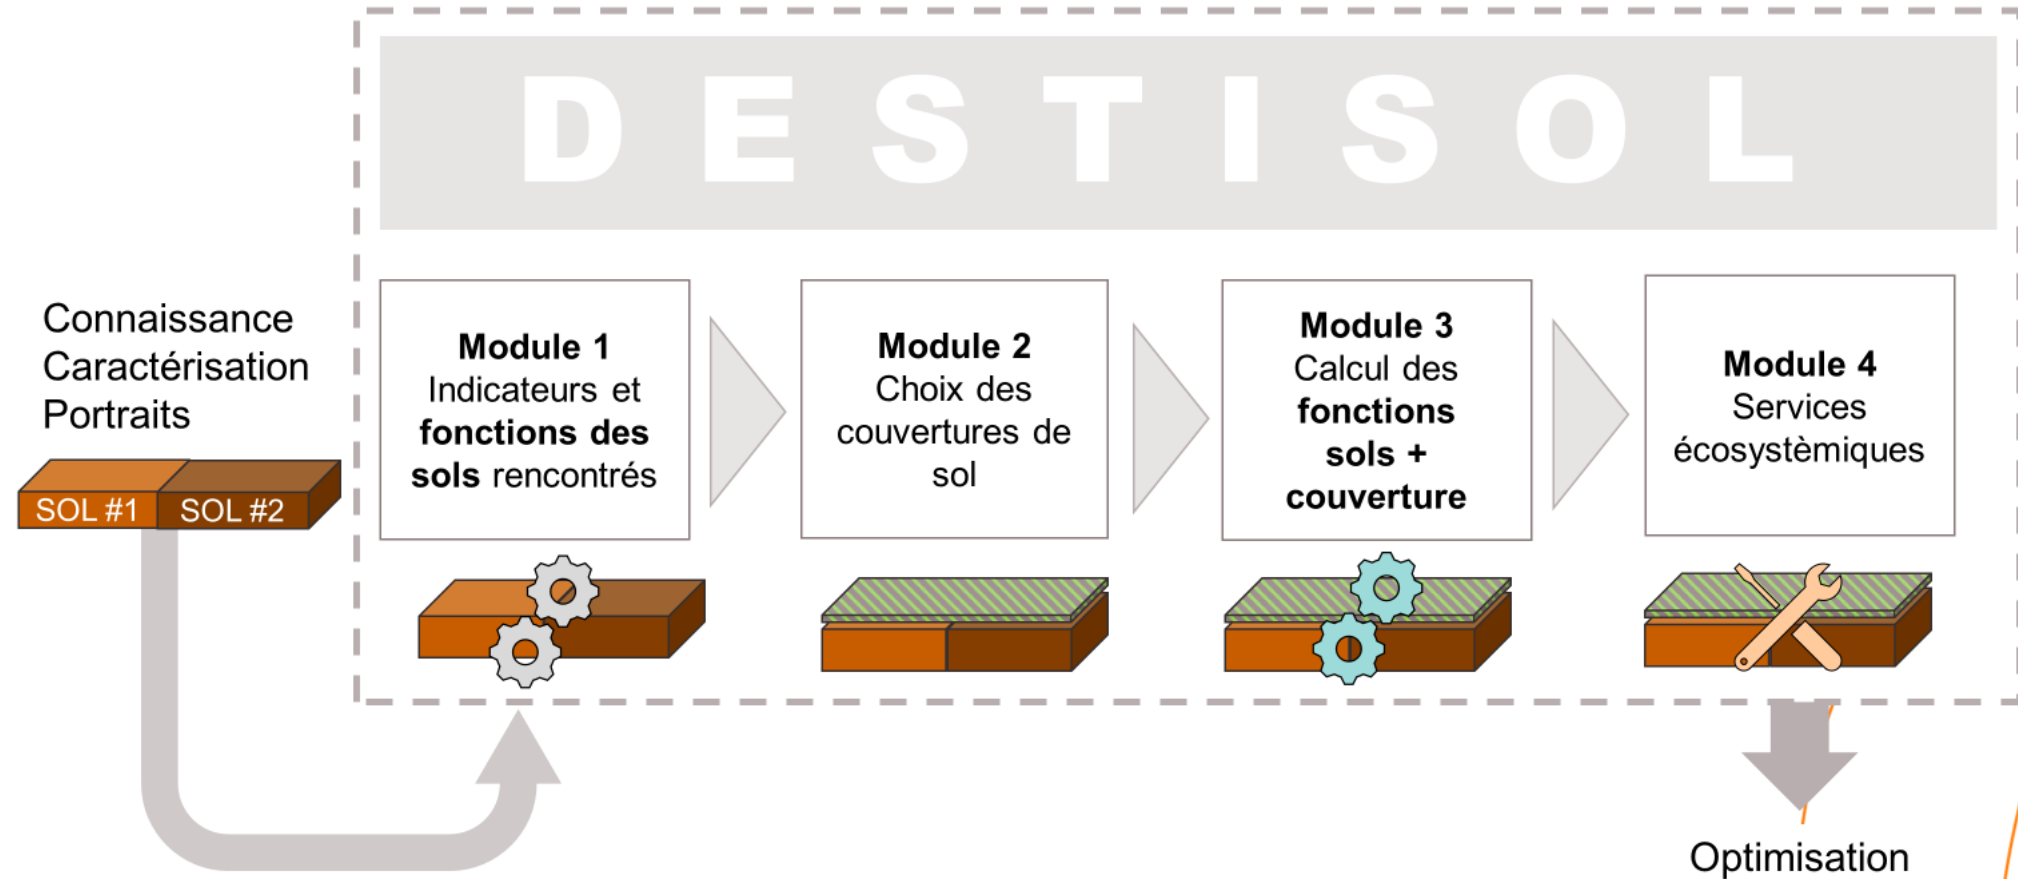 D E S T I S O L
Connaissance
Caractérisation
Portraits
SOL #1
SOL #2
Module 1
Indicateurs et
fonctions des
sols rencontrés
Module 2
Choix des
couvertures de
sol
Module 3
Calcul des
fonctions
sols +
couverture
Module 4
Services
écosystèmiques
Optimisation